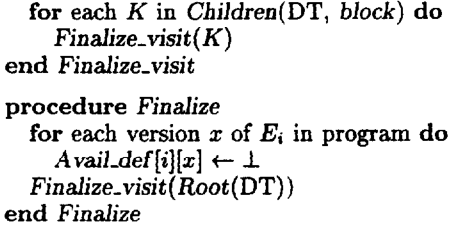 for each K in Children(DT, block) do
Finalize_visit(K)
end Finalize_visit
procedure Finalize
for each version x of E_i in program do
Avail_def[i][x] ← ⊥
Finalize_visit(Root(DT))
end Finalize